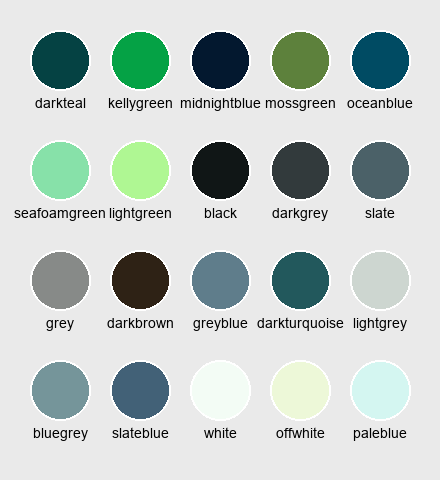 darkteal kellygreen midnightblue mossgreen oceanblue
seafoamgreen lightgreen black darkgrey slate
grey darkbrown greyblue darkturquoise lightgrey
bluegrey slateblue white offwhite paleblue